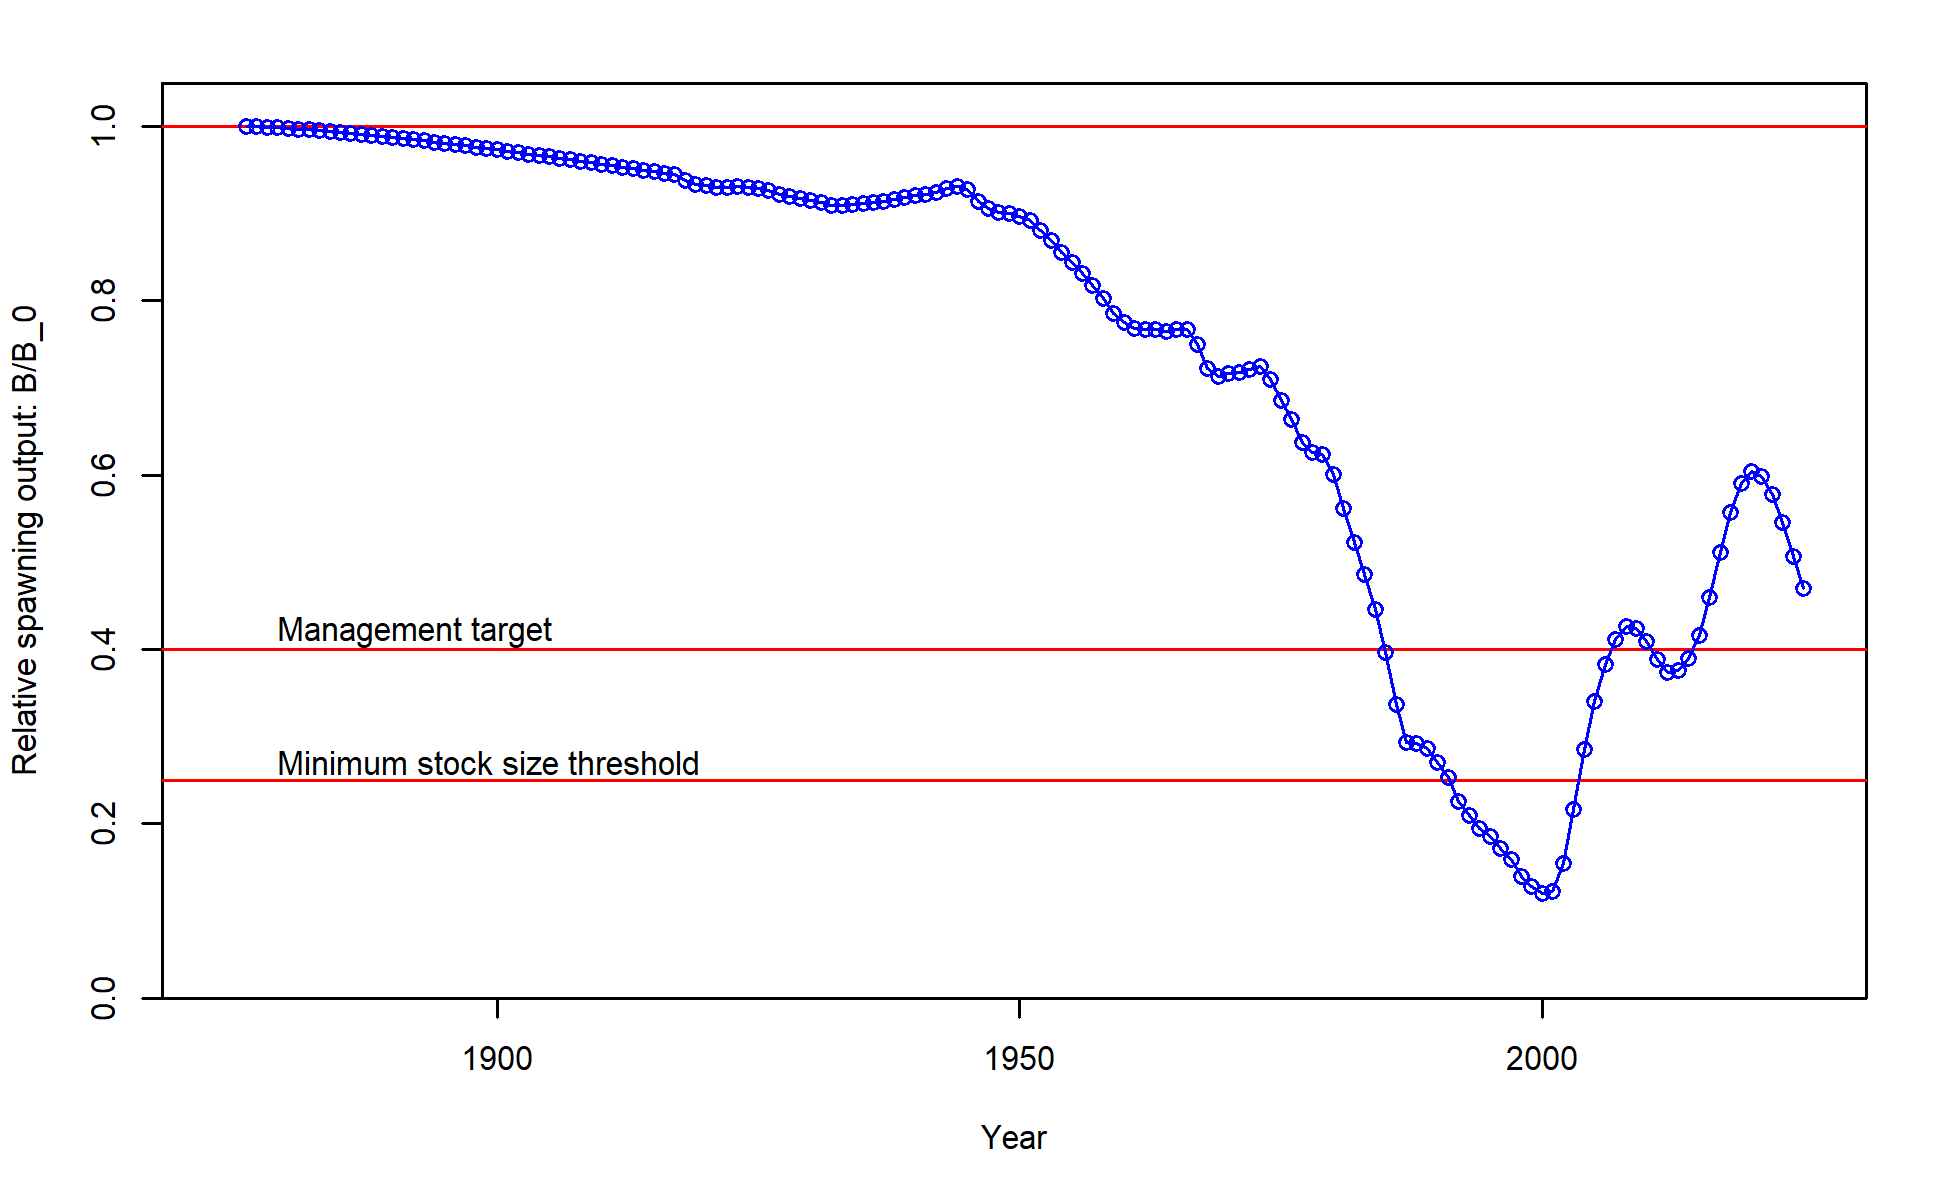 Relative spawning output: B/B_0
1.0
0.8
0.6
0.4
0.2
0.0
Management target
Minimum stock size threshold
1900 1950 2000
Year